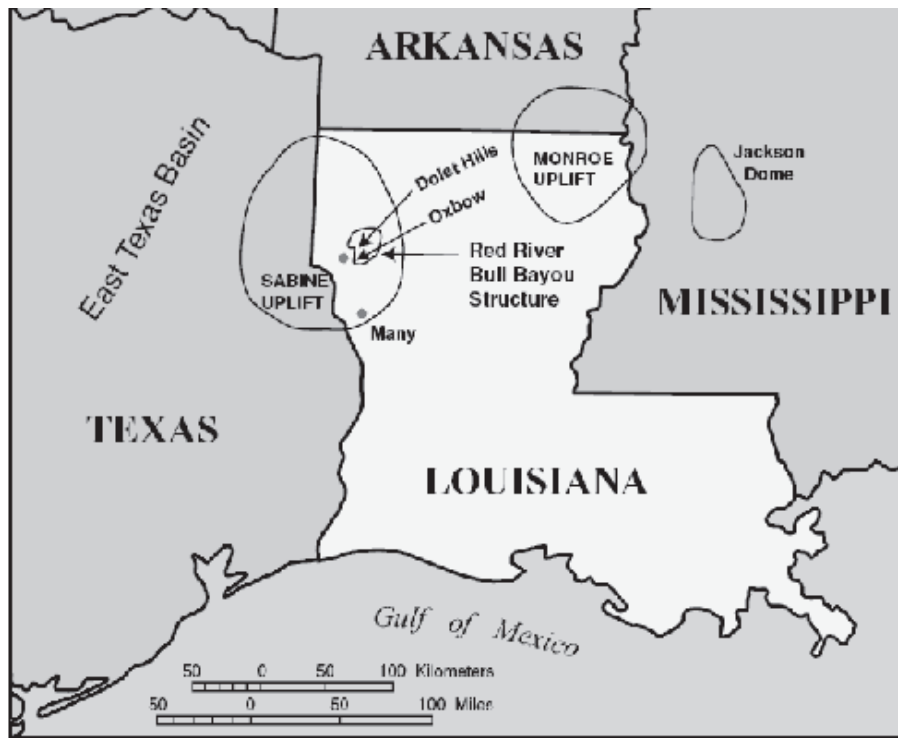 ARKANSAS
East Texas Basin
MONROE
UPLIFT
Jackson
Dome
Dolet Hills
Oxbow
Red River
Bull Bayou
Structure
SABINE
UPLIFT
Many
MISSISSIPPI
TEXAS
LOUISIANA
Gulf of Mexico
50 0 50 100 Kilometers
50 0 50 100 Miles